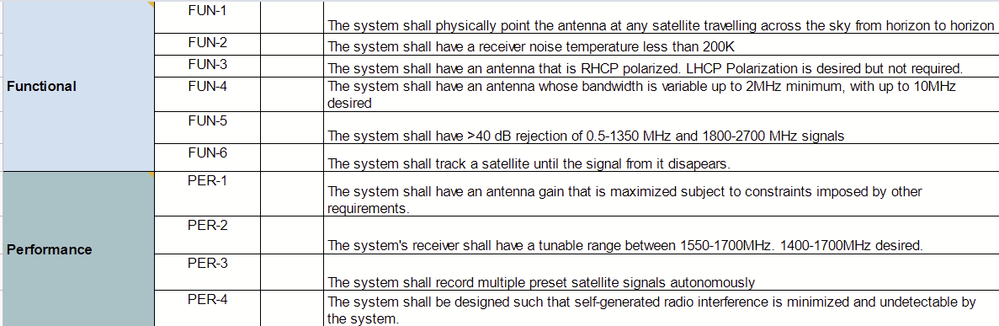 FUN-1
The system shall physically point the antenna at any satellite travelling across the sky from horizon to horizon
FUN-2
The system shall have a receiver noise temperature less than 200K
FUN-3
The system shall have an antenna that is RHCP polarized. LHCP Polarization is desired but not required.
Functional
FUN-4
The system shall have an antenna whose bandwidth is variable up to 2MHz minimum, with up to 10MHz
desired
FUN-5
The system shall have >40 dB rejection of 0.5-1350 MHz and 1800-2700 MHz signals
FUN-6
The system shall track a satellite until the signal from it disapears.
PER-1
The system shall have an antenna gain that is maximized subject to constraints imposed by other
requirements.
PER-2
The system's receiver shall have a tunable range between 1550-1700MHz. 1400-1700MHz desired.
Performance
PER-3
The system shall record multiple preset satellite signals autonomously
PER-4
The system shall be designed such that self-generated radio interference is minimized and undetectable by
the system.